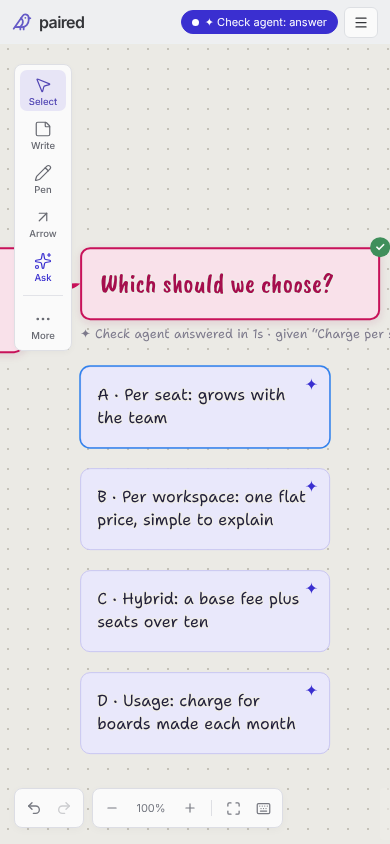 paired
✦ Check agent: answer
Select
Write
Pen
Arrow
Ask
More
Which should we choose?
✦ Check agent answered in 1s · given "Charge per s
A · Per seat: grows with
the team
B · Per workspace: one flat
price, simple to explain
C · Hybrid: a base fee plus
seats over ten
D · Usage: charge for
boards made each month
100%